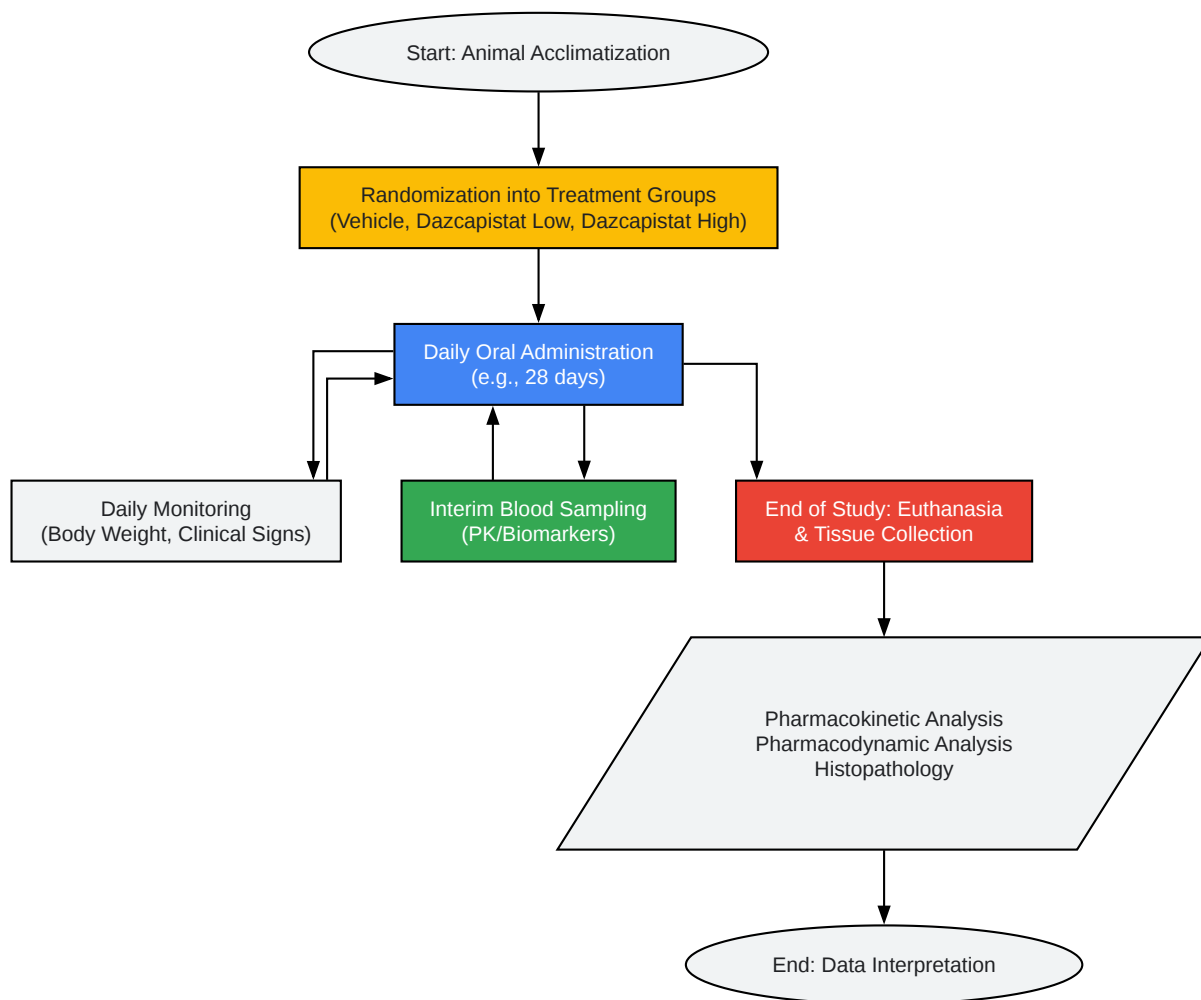 Start: Animal Acclimatization
Randomization into Treatment Groups
(Vehicle, Dazcapistat Low, Dazcapistat High)
Daily Oral Administration
(e.g., 28 days)
Daily Monitoring
(Body Weight, Clinical Signs)
Interim Blood Sampling
(PK/Biomarkers)
End of Study: Euthanasia
& Tissue Collection
Pharmacokinetic Analysis
Pharmacodynamic Analysis
Histopathology
End: Data Interpretation